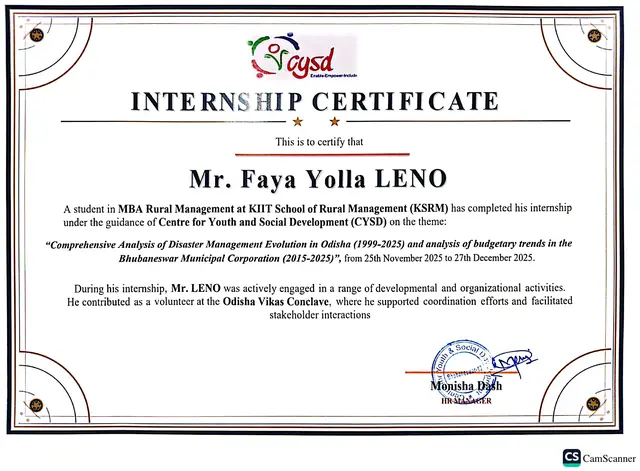 cysd
Enable·Empower·Include
INTERNSHIP CERTIFICATE
This is to certify that
Mr. Faya Yolla LENO
A student in MBA Rural Management at KIIT School of Rural Management (KSRM) has completed his internship
under the guidance of Centre for Youth and Social Development (CYSD) on the theme:
“Comprehensive Analysis of Disaster Management Evolution in Odisha (1999-2025) and analysis of budgetary trends in the
Bhubaneswar Municipal Corporation (2015-2025)”, from 25th November 2025 to 27th December 2025.
During his internship, Mr. LENO was actively engaged in a range of developmental and organizational activities.
He contributed as a volunteer at the Odisha Vikas Conclave, where he supported coordination efforts and facilitated
stakeholder interactions
Youth & Social D
Monisha Dash
HR MANAGER
CS CamScanner